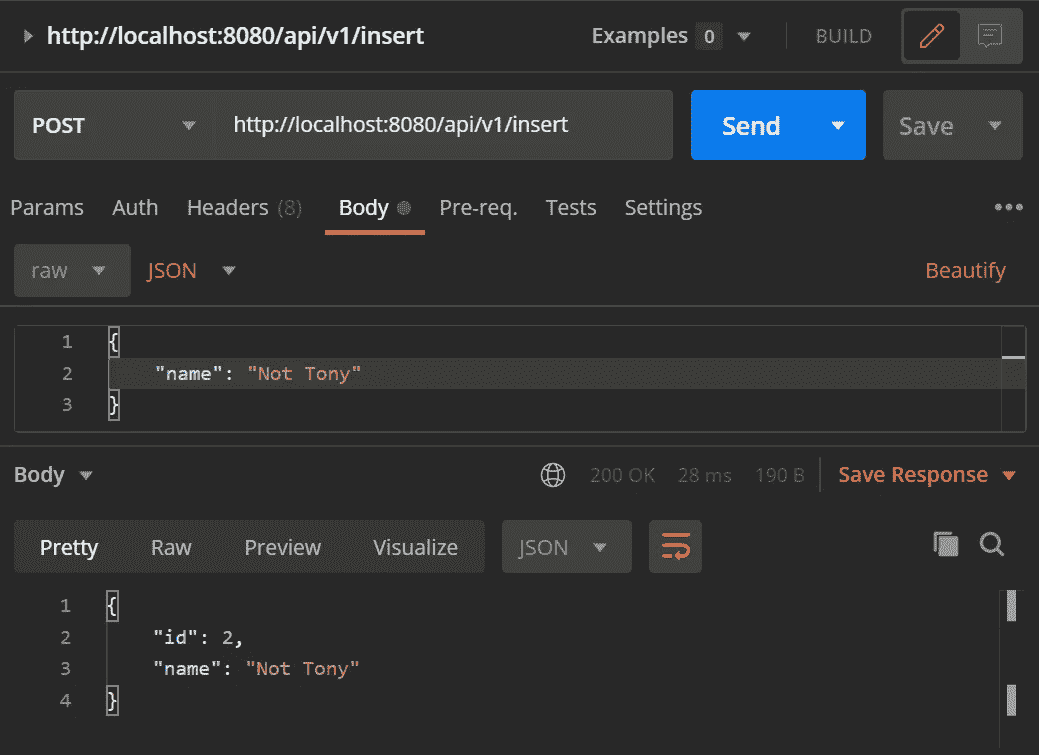 http://localhost:8080/api/v1/insert Examples 0 BUILD
POST http://localhost:8080/api/v1/insert Send Save
Params Auth Headers (8) Body Pre-req. Tests Settings
raw JSON Beautify
1 {
2 "name": "Not Tony"
3 }
Body 200 OK 28 ms 190 B Save Response
Pretty Raw Preview Visualize JSON
1 {
2 "id": 2,
3 "name": "Not Tony"
4 }